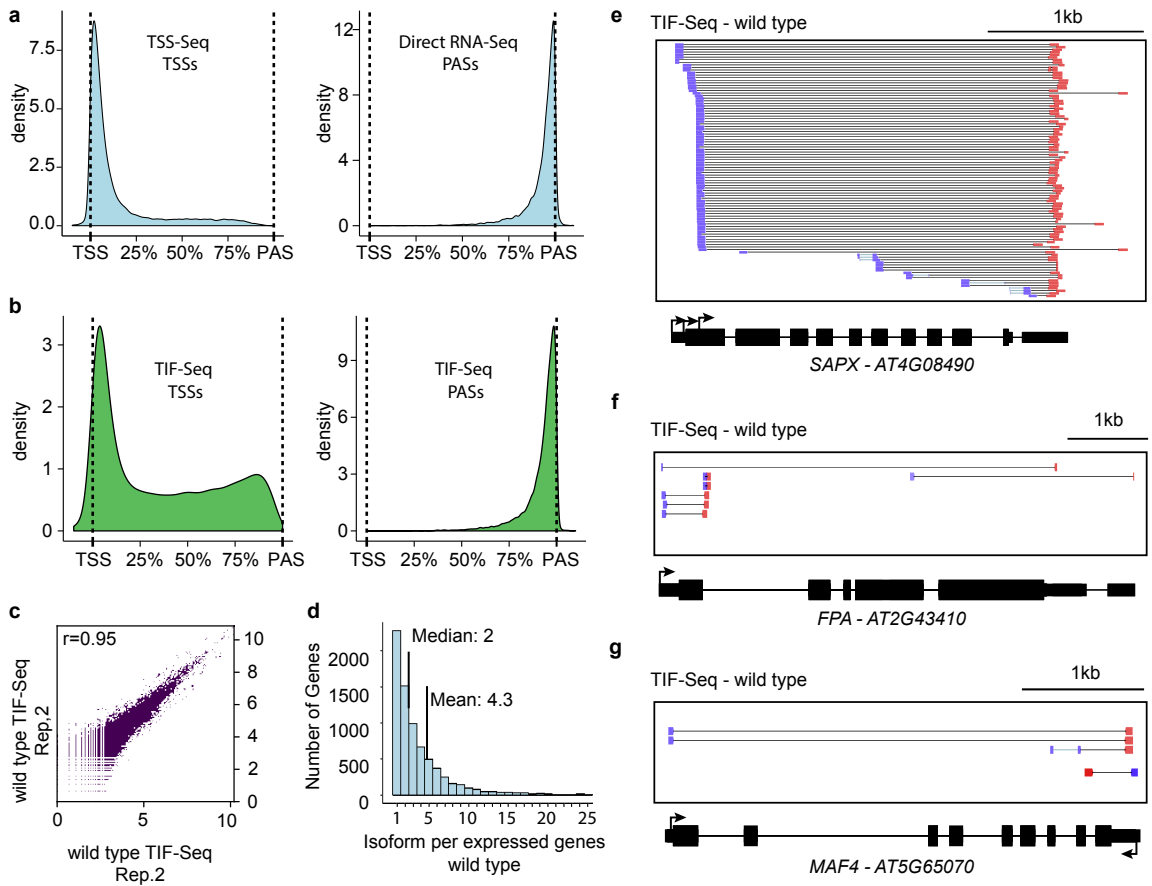 a
TSS-Seq
TSSs
density
7.5
5.0
2.5
0.0
TSS 25% 50% 75% PAS
Direct RNA-Seq
PASs
density
12
8
4
0
TSS 25% 50% 75% PAS
b
TIF-Seq
TSSs
density
3
2
1
0
TSS 25% 50% 75% PAS
TIF-Seq
PASs
density
9
6
3
0
TSS 25% 50% 75% PAS
c
r=0.95
wild type TIF-Seq
Rep,2
10
8
6
4
2
0
0 5 10
wild type TIF-Seq
Rep.2
d
Median: 2
Mean: 4.3
Number of Genes
2000
1500
1000
500
0
1 5 10 15 20 25
Isoform per expressed genes
wild type
e
TIF-Seq - wild type
1kb
SAPX - AT4G08490
f
TIF-Seq - wild type
1kb
FPA - AT2G43410
g
TIF-Seq - wild type
1kb
MAF4 - AT5G65070